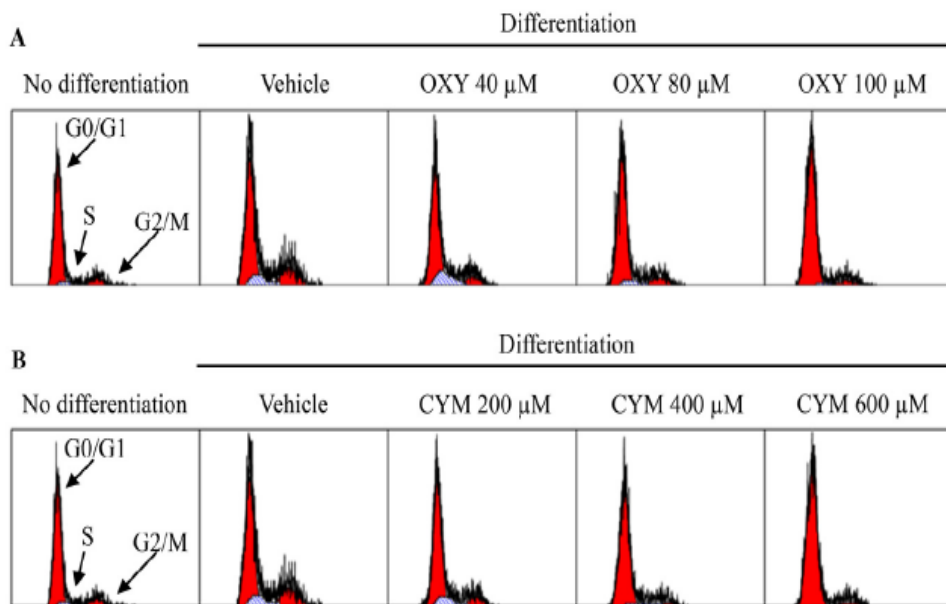 Differentiation
A
No differentiation Vehicle OXY 40 µM OXY 80 µM OXY 100 µM
G0/G1
S
G2/M
Differentiation
B
No differentiation Vehicle CYM 200 µM CYM 400 µM CYM 600 µM
G0/G1
S
G2/M